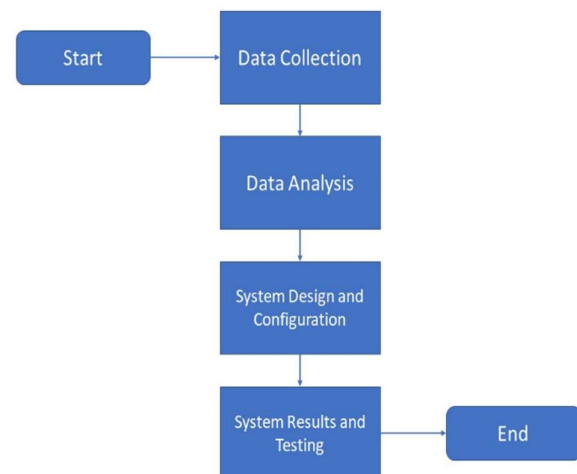 Start
Data Collection
Data Analysis
System Design and
Configuration
System Results and
Testing
End